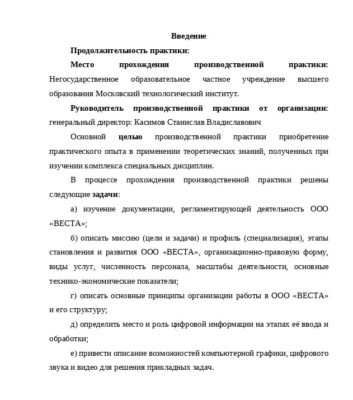 Введение
Продолжительность практики:
Место прохождения производственной практики:
Негосударственное образовательное частное учреждение высшего
образования Московский технологический институт.
Руководитель производственной практики от организации:
генеральный директор: Касимов Станислав Владиславович
Основной целью производственной практики приобретение
практического опыта в применении теоретических знаний, полученных при
изучении комплекса специальных дисциплин.
В процессе прохождения производственной практики решены
следующие задачи:
а) изучение документации, регламентирующей деятельность ООО
«ВЕСТА»;
б) описать миссию (цели и задачи) и профиль (специализация), этапы
становления и развития ООО «ВЕСТА», организационно-правовую форму,
виды услуг, численность персонала, масштабы деятельности, основные
технико-экономические показатели;
г) описать основные принципы организации работы в ООО «ВЕСТА»
и его структуру;
д) определить место и роль цифровой информации на этапах её ввода и
обработки;
е) привести описание возможностей компьютерной графики, цифрового
звука и видео для решения прикладных задач.